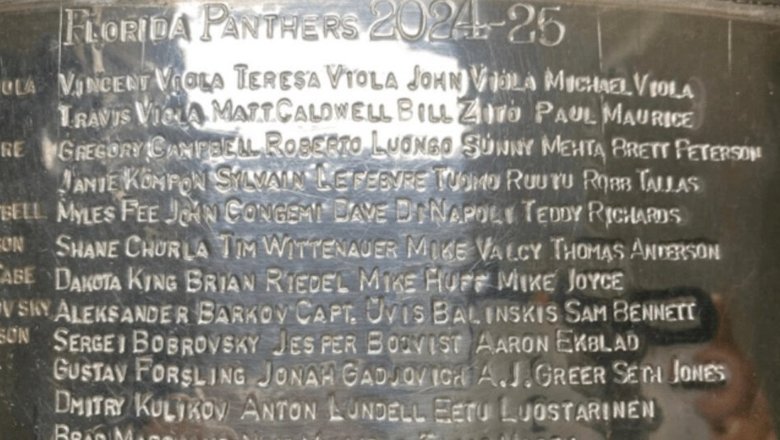 FLORIDA PANTHERS 2024-25
OLA VINCENT VIOLA TERESA VIOLA JOHN VIOLA MICHAEL VIOLA
TRAVIS VIOLA MATT CALDWELL BILL ZITO PAUL MAURICE
RE GREGORY CAMPBELL ROBERTO LUONGO SUNNY MEHTA BRETT PETERSON
JAMIE KOMPON SYLVAIN LEFEBVRE TUOMO RUUTU ROBB TALLAS
BELL MYLES FEE JOHN CONGEMI DAVE DINAPOLI TEDDY RICHARDS
ON SHANE CHURLA TIM WITTENAUER MIKE VALCY THOMAS ANDERSON
CASE DAKOTA KING BRIAN RIEDEL MIKE HUFF MIKE JOYCE
OVSKY ALEKSANDER BARKOV CAPT. UVIS BALINSKIS SAM BENNETT
SON SERGEI BOBROVSKY JESPER BOQVIST AARON EKBLAD
GUSTAV FORSLING JONAH GADJOVICH A.J. GREER SETH JONES
DMITRY KULIKOV ANTON LUNDELL EETU LUOSTARINEN
BRAD